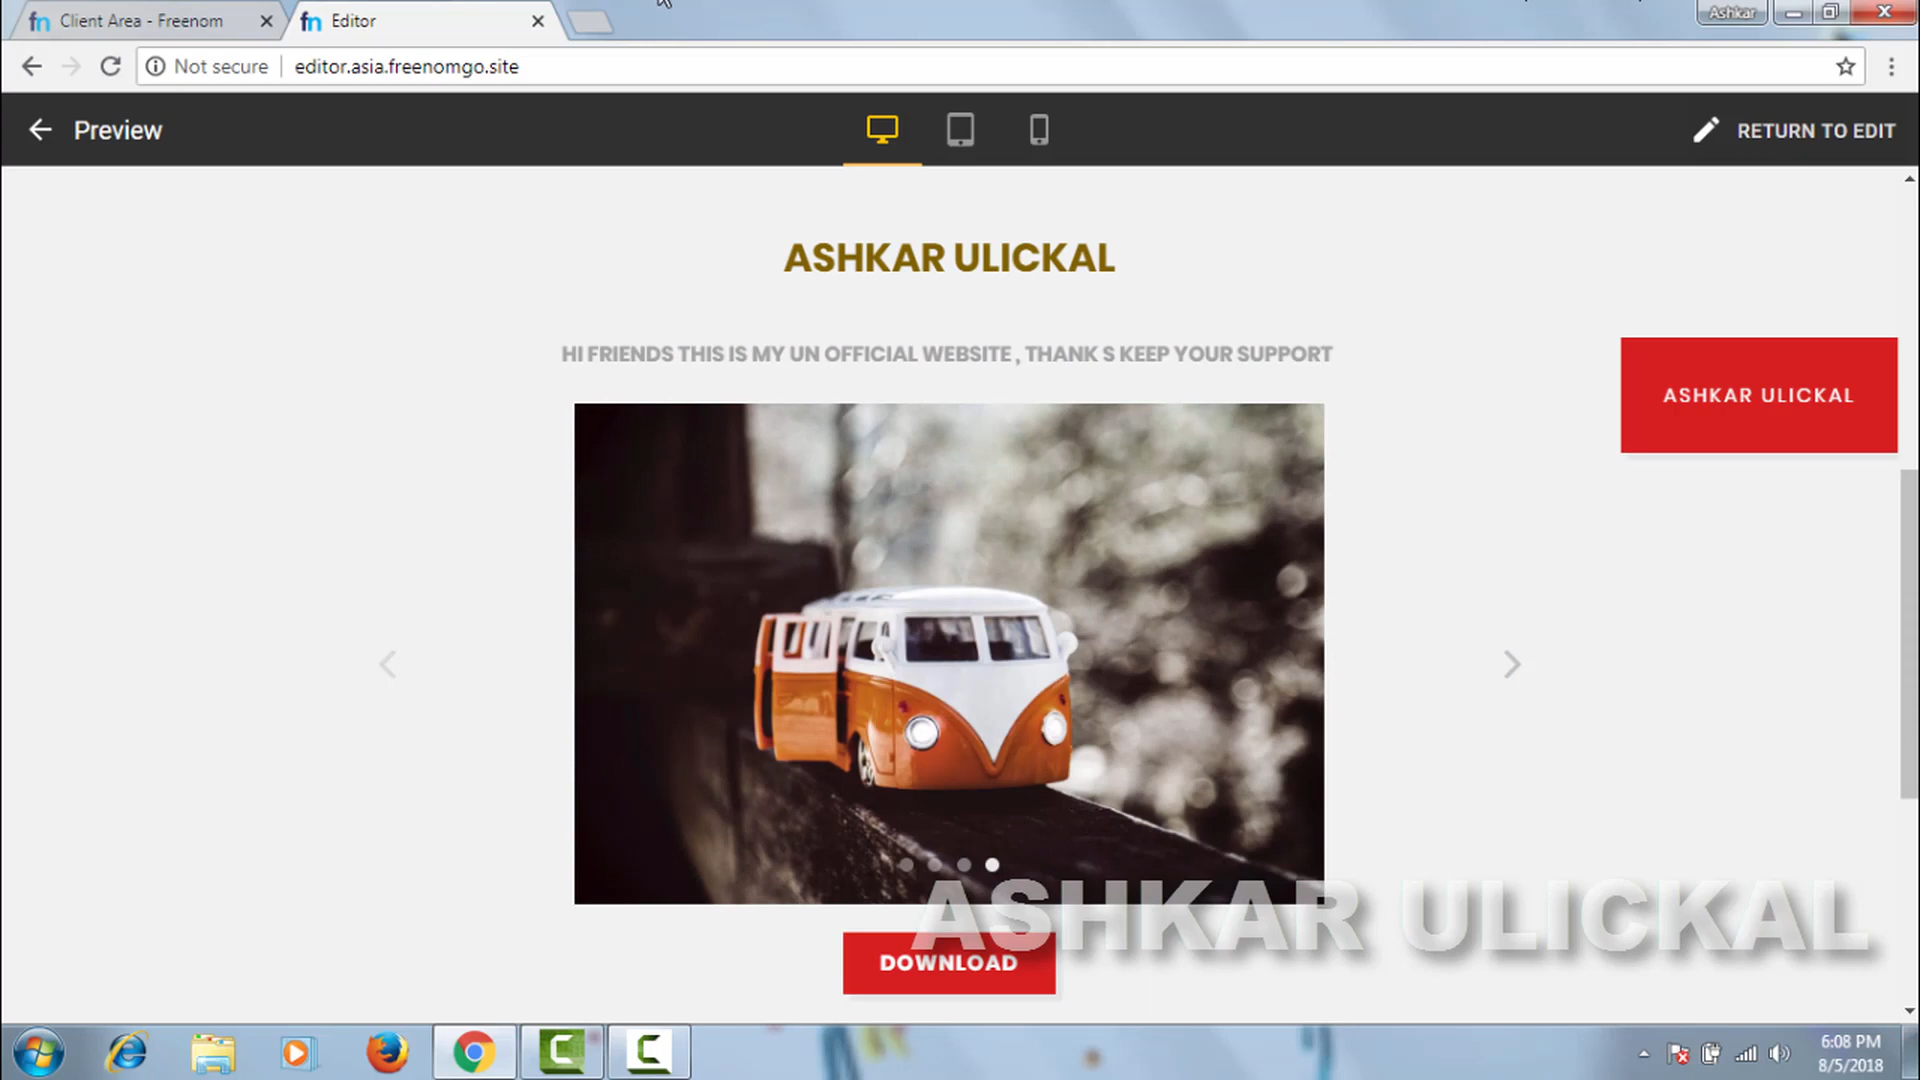 Client Area - Freenom
Editor
Ashkar
Not secure
editor.asia.freenomgo.site
Preview
RETURN TO EDIT
ASHKAR ULICKAL
HI FRIENDS THIS IS MY UN OFFICIAL WEBSITE , THANK S KEEP YOUR SUPPORT
ASHKAR ULICKAL
ASHKAR ULICKAL
DOWNLOAD
6:08 PM
8/5/2018